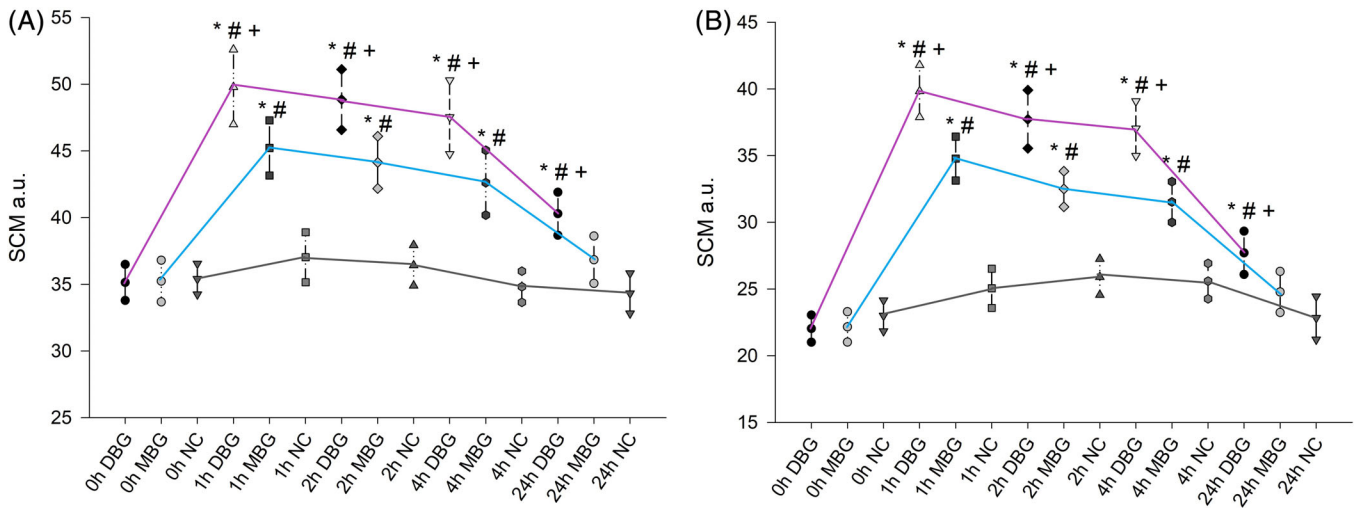 (A)
SCM a.u.
55
50
45
40
35
30
25
* # +
* #
* # +
* #
* # +
* #
* # +
0h DBG
0h MBG
0h NC
1h DBG
1h MBG
1h NC
2h DBG
2h MBG
2h NC
4h DBG
4h MBG
4h NC
24h DBG
24h MBG
24h NC
(B)
SCM a.u.
45
40
35
30
25
20
15
* # +
* #
* # +
* #
* # +
* #
* # +
0h DBG
0h MBG
0h NC
1h DBG
1h MBG
1h NC
2h DBG
2h MBG
2h NC
4h DBG
4h MBG
4h NC
24h DBG
24h MBG
24h NC